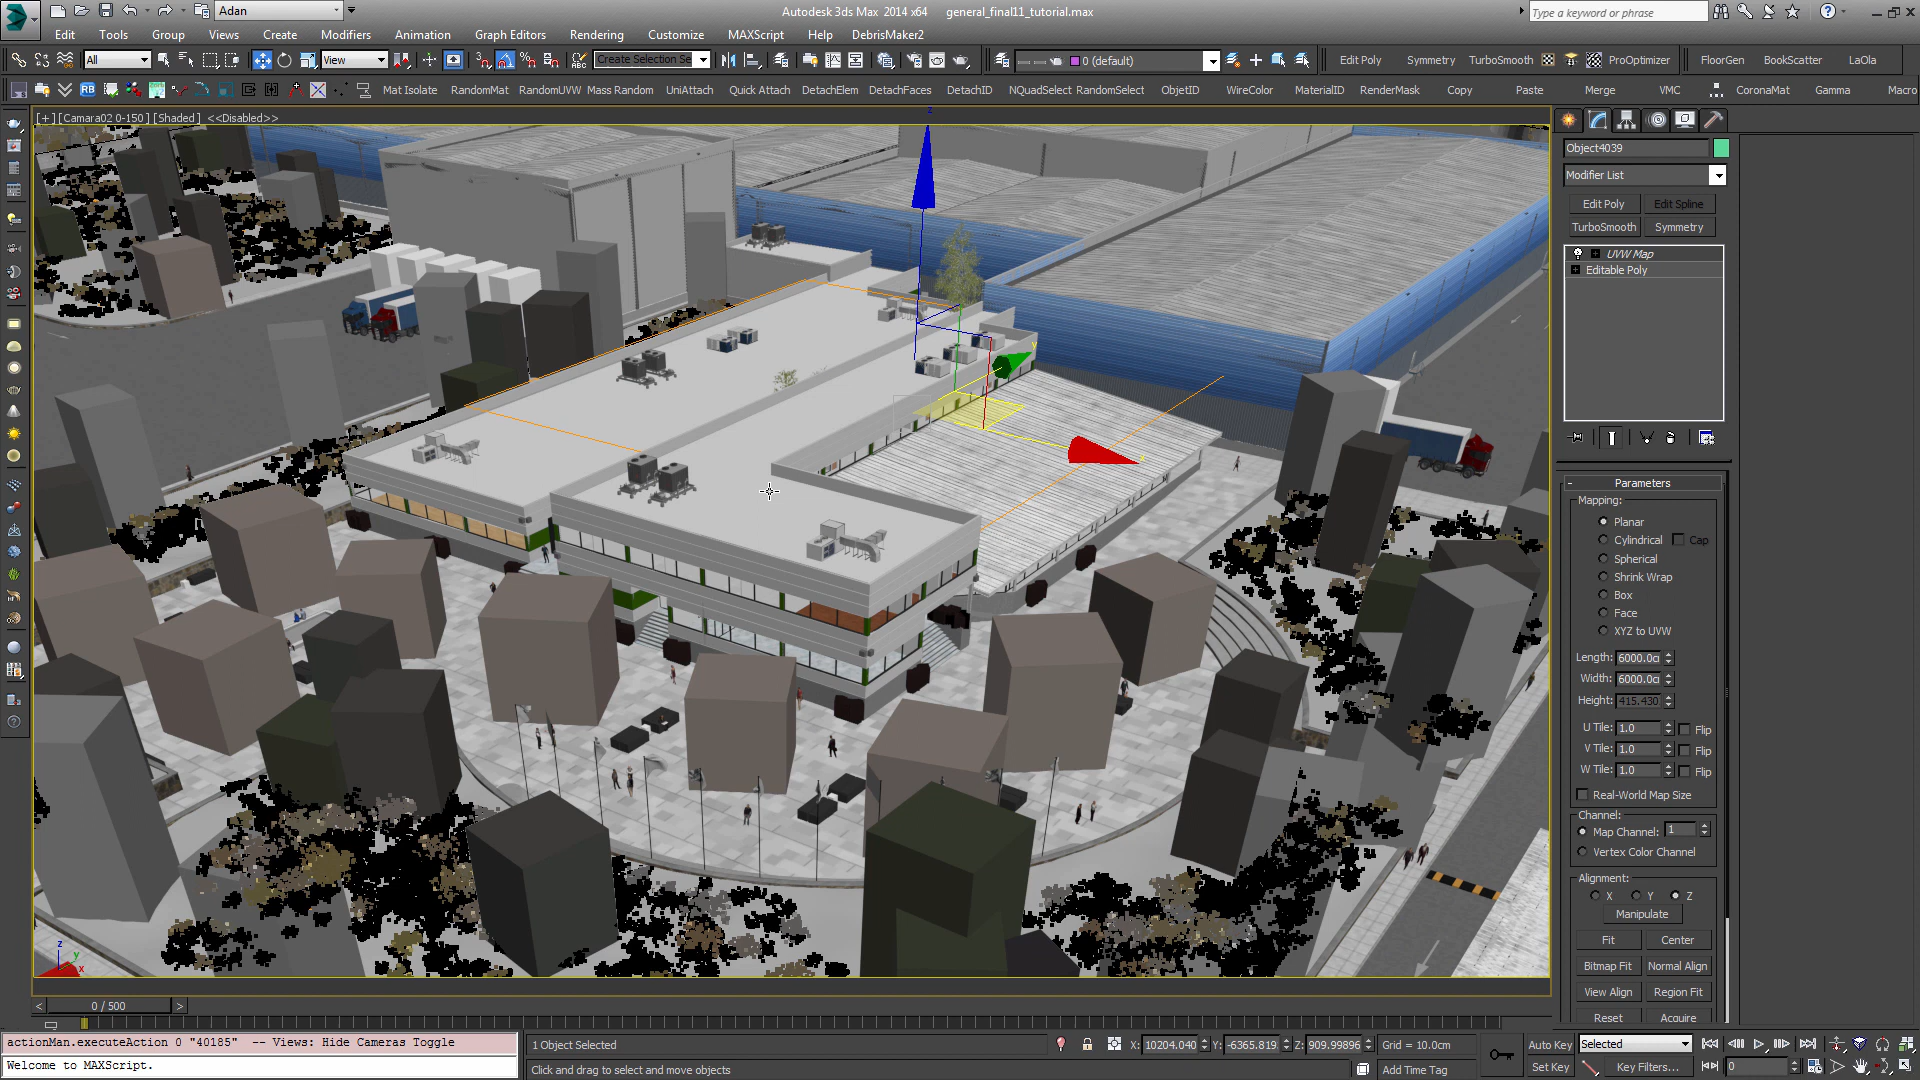 Adan
Autodesk 3ds Max 2014 x64
general_final11_tutorial.max
Type a keyword or phrase
Edit
Tools
Group
Views
Create
Modifiers
Animation
Graph Editors
Rendering
Customize
MAXScript
Help
DebrisMaker2
All
View
Create Selection Se
0 (default)
Edit Poly
Symmetry
TurboSmooth
ProOptimizer
FloorGen
BookScatter
LaOla
RB
Mat Isolate
RandomMat
RandomUVW
Mass Random
UniAttach
Quick Attach
DetachElem
DetachFaces
DetachID
NQuadSelect
RandomSelect
ObjetID
WireColor
MaterialID
RenderMask
Copy
Paste
Merge
VMC
CoronaMat
Gamma
Macro
[+] [Camara02 0-150 ] [Shaded ] <<Disabled>>
Object4039
Modifier List
Edit Poly
Edit Spline
TurboSmooth
Symmetry
UVW Map
Editable Poly
Parameters
Mapping:
Planar
Cylindrical
Cap
Spherical
Shrink Wrap
Box
Face
XYZ to UVW
Length: 6000.0c
Width: 6000.0c
Height: 415.430
U Tile: 1.0 Flip
V Tile: 1.0 Flip
W Tile: 1.0 Flip
Real-World Map Size
Channel:
Map Channel: 1
Vertex Color Channel
Alignment:
X Y Z
Manipulate
Fit
Center
Bitmap Fit
Normal Align
View Align
Region Fit
Reset
Acquire
z
y
x
z
y
x
< 0 / 500 >
actionMan.executeAction 0 "40185" -- Views: Hide Cameras Toggle
Welcome to MAXScript.
1 Object Selected
Click and drag to select and move objects
X: 10204.040
Y: -6365.819
Z: 909.99896
Grid = 10.0cm
Add Time Tag
Auto Key
Selected
Set Key
Key Filters...
0